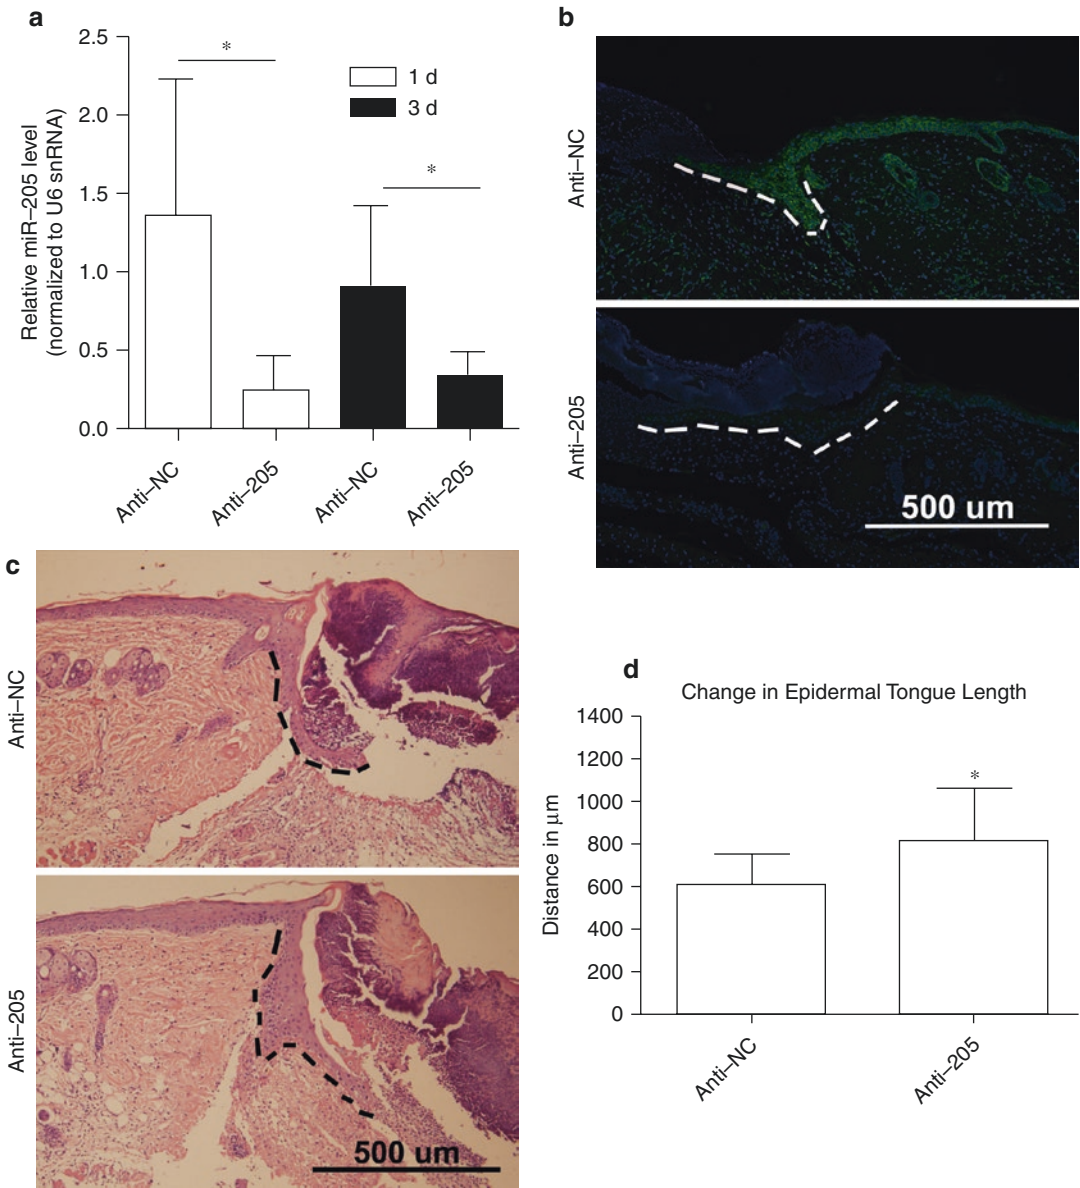 a
2.5
2.0
1.5
1.0
0.5
0.0
Relative miR–205 level
(normalized to U6 snRNA)
*
*
1 d
3 d
Anti–NC
Anti–205
Anti–NC
Anti–205
b
Anti–NC
Anti–205
500 um
c
Anti–NC
Anti–205
500 um
d
Change in Epidermal Tongue Length
1400
1200
1000
800
600
400
200
0
Distance in μm
*
Anti–NC
Anti–205